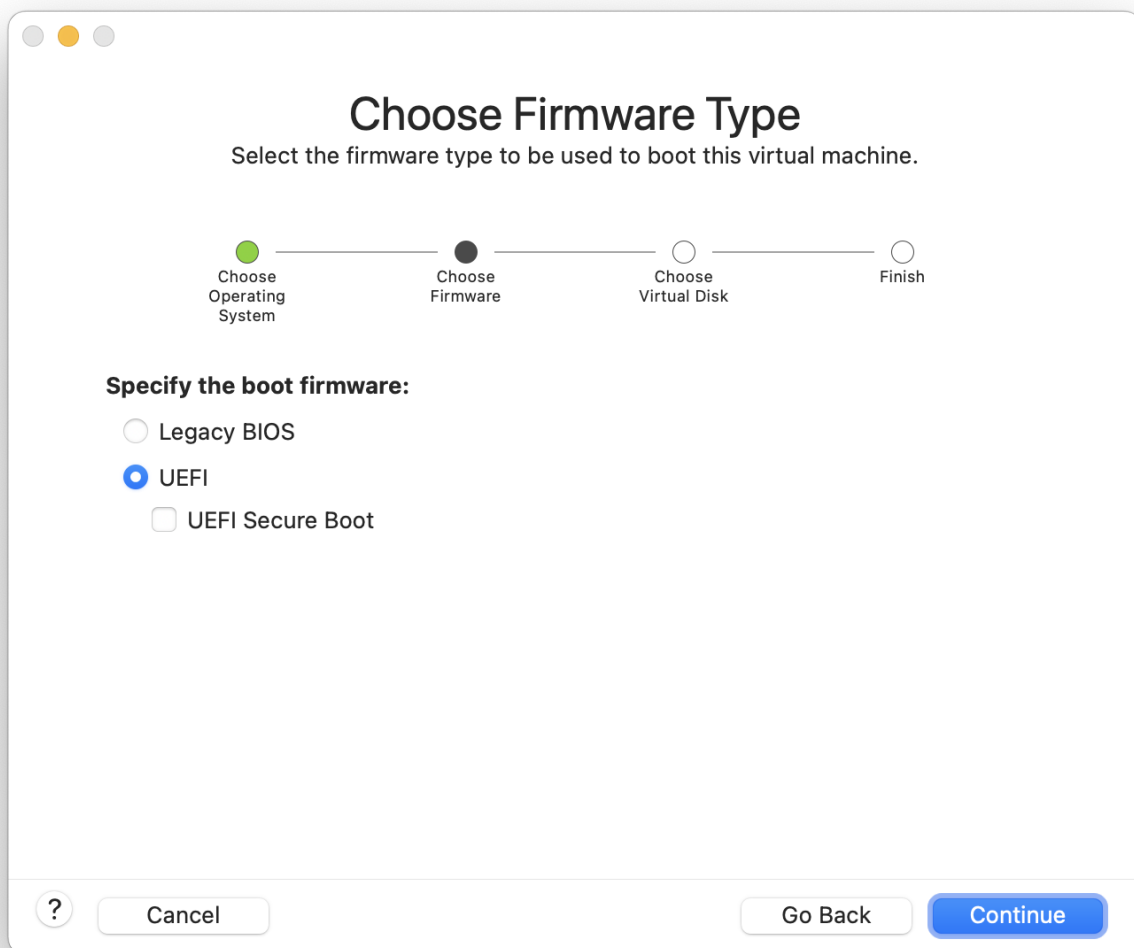 Choose Firmware Type
Select the firmware type to be used to boot this virtual machine.
Choose
Operating
System
Choose
Firmware
Choose
Virtual Disk
Finish
Specify the boot firmware:
Legacy BIOS
UEFI
UEFI Secure Boot
?
Cancel
Go Back
Continue